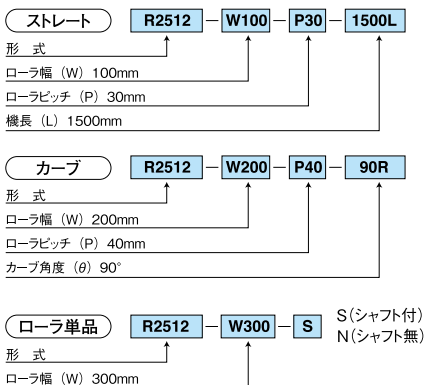 ストレート R2512 － W100 － P30 － 1500L
形　式
ローラ幅（W）100mm
ローラピッチ（P）30mm
機長（L）1500mm
カーブ R2512 － W200 － P40 － 90R
形　式
ローラ幅（W）200mm
ローラピッチ（P）40mm
カーブ角度（θ）90°
ローラ単品 R2512 － W300 － S S（シャフト付）
N（シャフト無）
形　式
ローラ幅（W）300mm